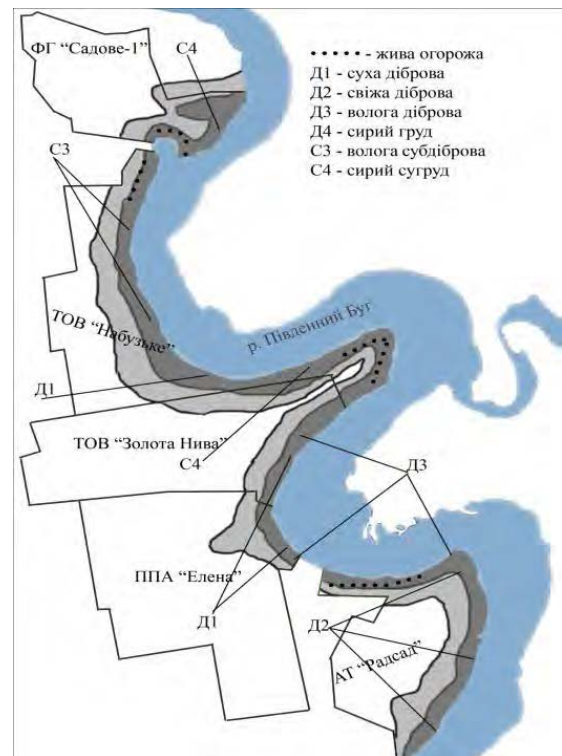 ФГ “Садове-1”
С4
- жива огорожа
Д1 - суха діброва
Д2 - свіжа діброва
Д3 - волога діброва
Д4 - сирий груд
С3 - волога субдіброва
С4 - сирий сугруд
С3
ТОВ “Набузьке”
р. Південний Буг
Д1
ТОВ “Золота Нива”
С4
Д3
ППА “Елена”
Д1
Д2
АТ “Радсад”